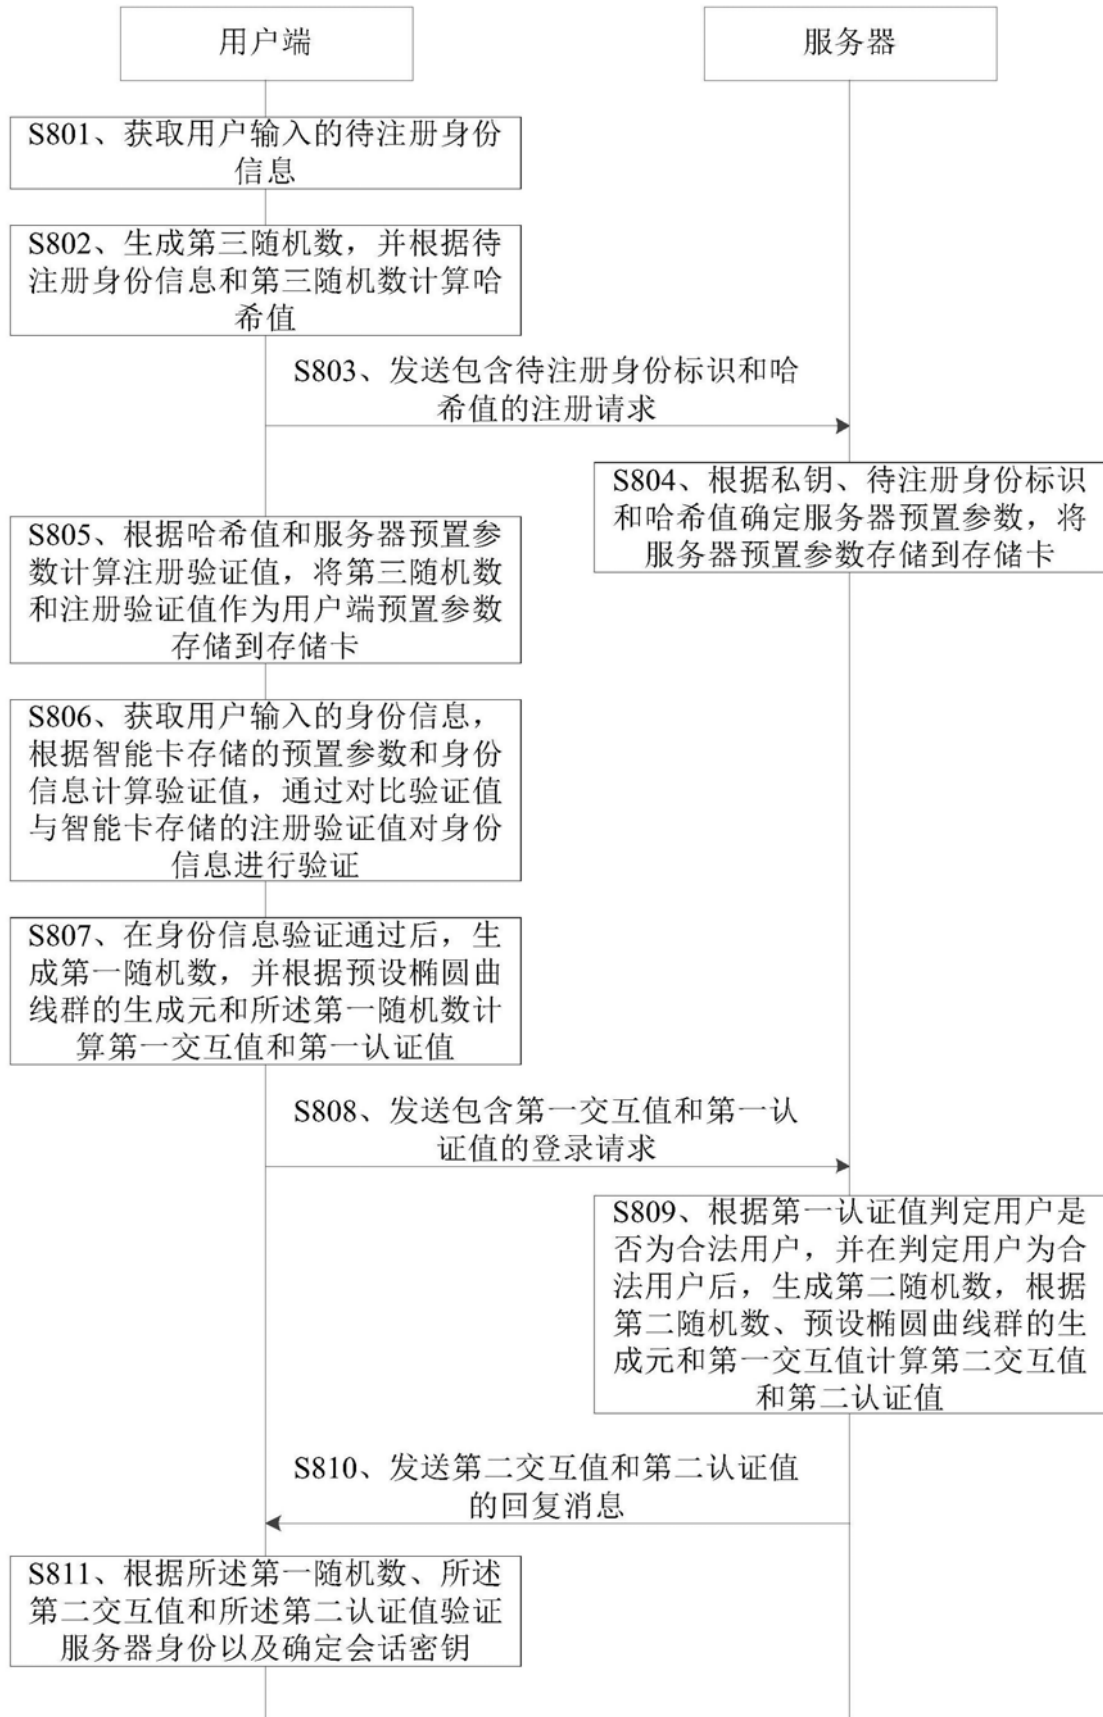 用户端
服务器
S801、获取用户输入的待注册身份
信息
S802、生成第三随机数，并根据待
注册身份信息和第三随机数计算哈
希值
S803、发送包含待注册身份标识和哈
希值的注册请求
S804、根据私钥、待注册身份标识
和哈希值确定服务器预置参数，将
服务器预置参数存储到存储卡
S805、根据哈希值和服务器预置参
数计算注册验证值，将第三随机数
和注册验证值作为用户端预置参数
存储到存储卡
S806、获取用户输入的身份信息，
根据智能卡存储的预置参数和身份
信息计算验证值，通过对比验证值
与智能卡存储的注册验证值对身份
信息进行验证
S807、在身份信息验证通过后，生
成第一随机数，并根据预设椭圆曲
线群的生成元和所述第一随机数计
算第一交互值和第一认证值
S808、发送包含第一交互值和第一认
证值的登录请求
S809、根据第一认证值判定用户是
否为合法用户，并在判定用户为合
法用户后，生成第二随机数，根据
第二随机数、预设椭圆曲线群的生
成元和第一交互值计算第二交互值
和第二认证值
S810、发送第二交互值和第二认证值
的回复消息
S811、根据所述第一随机数、所述
第二交互值和所述第二认证值验证
服务器身份以及确定会话密钥